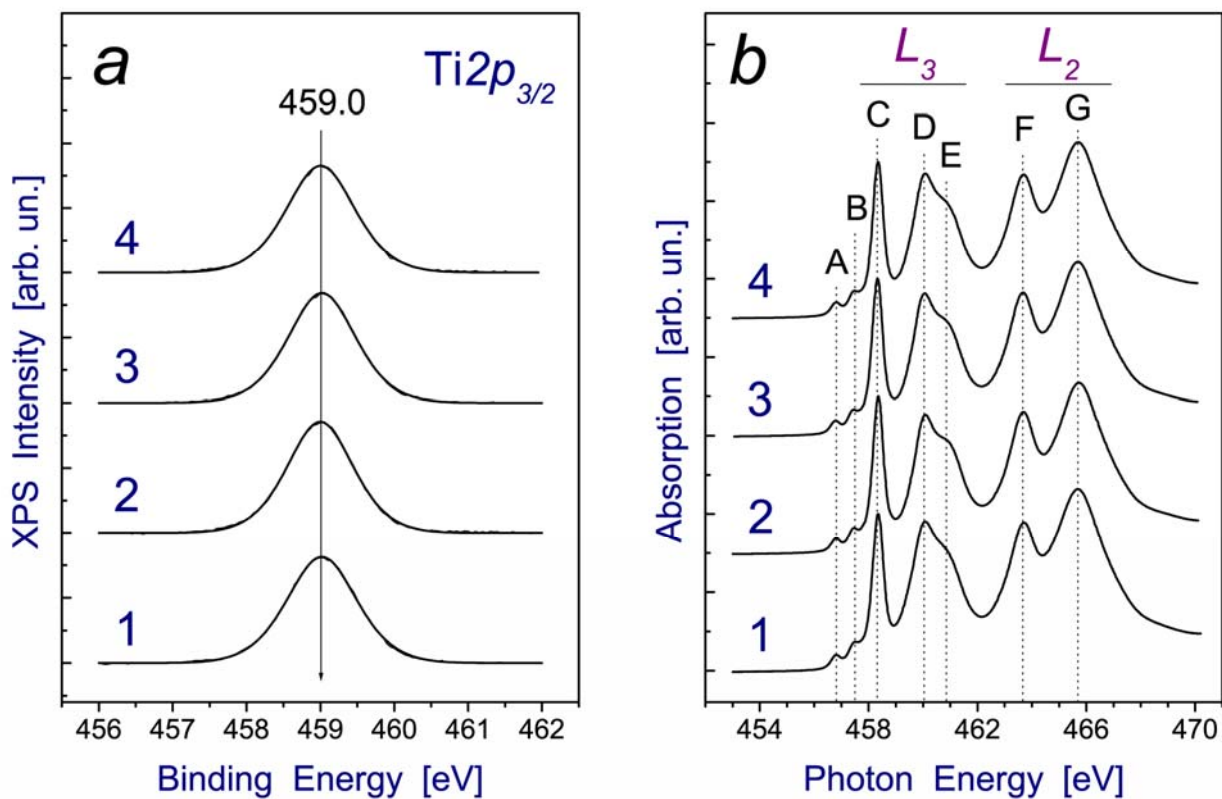 a
Ti2p3/2
459.0
4
3
2
1
XPS Intensity [arb. un.]
456 457 458 459 460 461 462
Binding Energy [eV]
b
L3 L2
A B C D E F G
4
3
2
1
Absorption [arb. un.]
454 458 462 466 470
Photon Energy [eV]